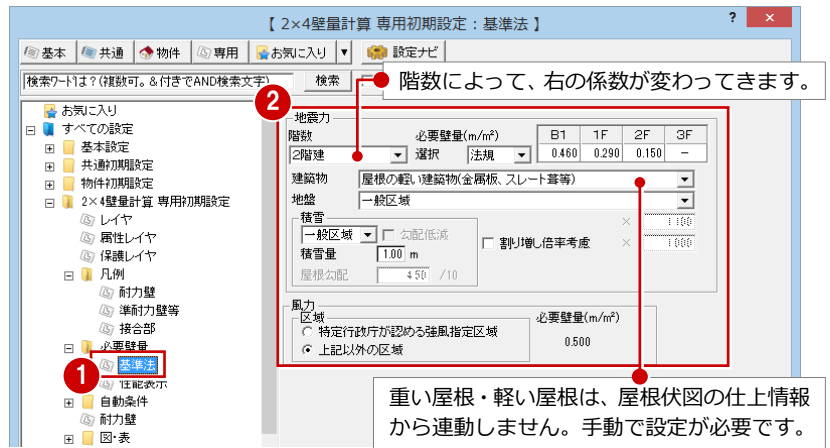 【 2×4壁量計算 専用初期設定：基準法 】 ? ×
基本 共通 物件 専用 お気に入り ▼ 設定ナビ
検索ワードは？(複数可。＆付きでAND検索文字) 検索
階数によって、右の係数が変わってきます。
2
お気に入り
すべての設定
基本設定
共通初期設定
物件初期設定
2×4壁量計算 専用初期設定
レイヤ
属性レイヤ
保護レイヤ
凡例
耐力壁
準耐力壁等
接合部
必要壁量
1 基準法
性能表示
自動条件
耐力壁
図・表
地震力
階数 必要壁量(m/m²) B1 1F 2F 3F
2階建 選択 法規 0.460 0.290 0.150 −
建築物 屋根の軽い建築物(金属板、スレート葺等)
地盤 一般区域
積雪
一般区域 勾配低減
積雪量 1.00 m
屋根勾配 4.50 /10
割り増し倍率考慮
風力
区域 必要壁量(m/m²)
特定行政庁が認める強風指定区域
上記以外の区域 0.500
重い屋根・軽い屋根は、屋根伏図の仕上情報
から連動しません。手動で設定が必要です。